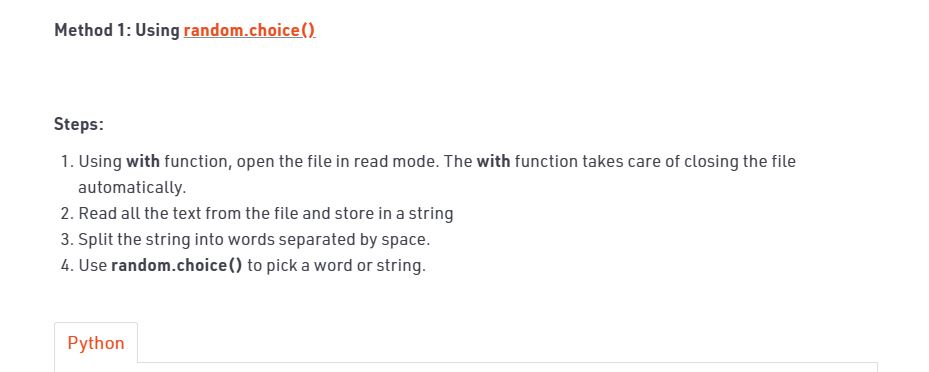 Method 1: Using random.choice()
Steps:
1. Using with function, open the file in read mode. The with function takes care of closing the file
automatically.
2. Read all the text from the file and store in a string
3. Split the string into words separated by space.
4. Use random.choice() to pick a word or string.
Python